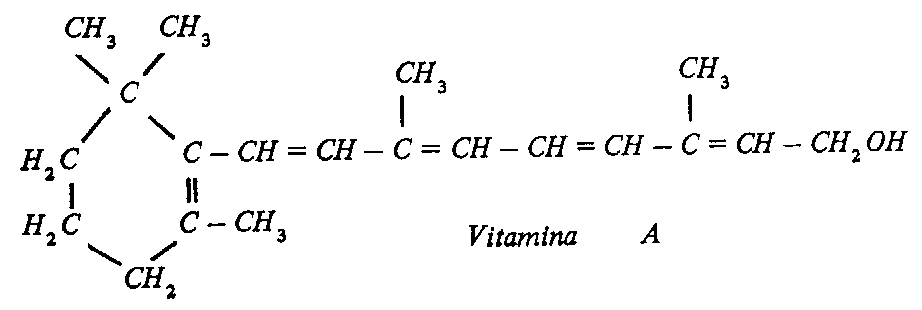 CH₃ CH₃
CH₃ CH₃
C
H₂C C – CH = CH – C = CH – CH = CH – C = CH – CH₂OH
H₂C C – CH₃
Vitamina A
CH₂